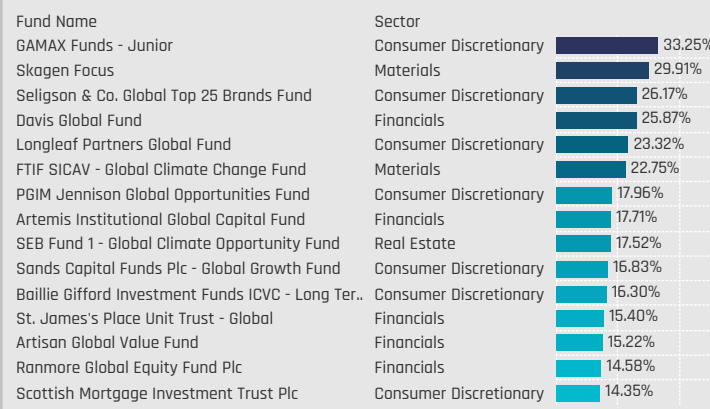 Fund Name Sector
GAMAX Funds - Junior Consumer Discretionary 33.25%
Skagen Focus Materials 29.91%
Seligson & Co. Global Top 25 Brands Fund Consumer Discretionary 26.17%
Davis Global Fund Financials 25.87%
Longleaf Partners Global Fund Consumer Discretionary 23.32%
FTIF SICAV - Global Climate Change Fund Materials 22.75%
PGIM Jennison Global Opportunities Fund Consumer Discretionary 17.96%
Artemis Institutional Global Capital Fund Financials 17.71%
SEB Fund 1 - Global Climate Opportunity Fund Real Estate 17.52%
Sands Capital Funds Plc - Global Growth Fund Consumer Discretionary 16.83%
Baillie Gifford Investment Funds ICVC - Long Ter.. Consumer Discretionary 16.30%
St. James's Place Unit Trust - Global Financials 15.40%
Artisan Global Value Fund Financials 15.22%
Ranmore Global Equity Fund Plc Financials 14.58%
Scottish Mortgage Investment Trust Plc Consumer Discretionary 14.35%